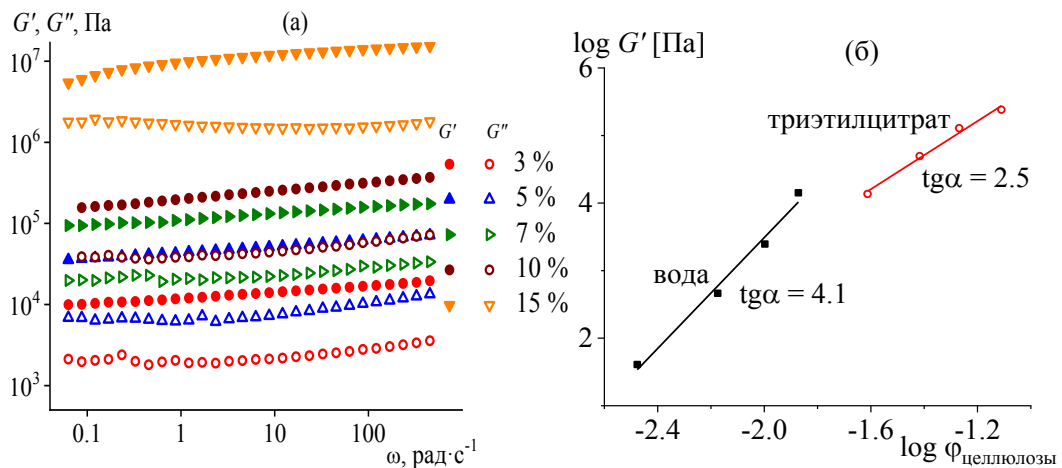 G′, G″, Па
(а)
10⁷
10⁶
10⁵
10⁴
10³
0.1 1 10 100
ω, рад·с⁻¹
G′ G″
3 %
5 %
7 %
10 %
15 %
log G′ [Па]
(б)
6
4
2
триэтилцитрат
tgα = 2.5
вода
tgα = 4.1
-2.4 -2.0 -1.6 -1.2
log φцеллюлозы